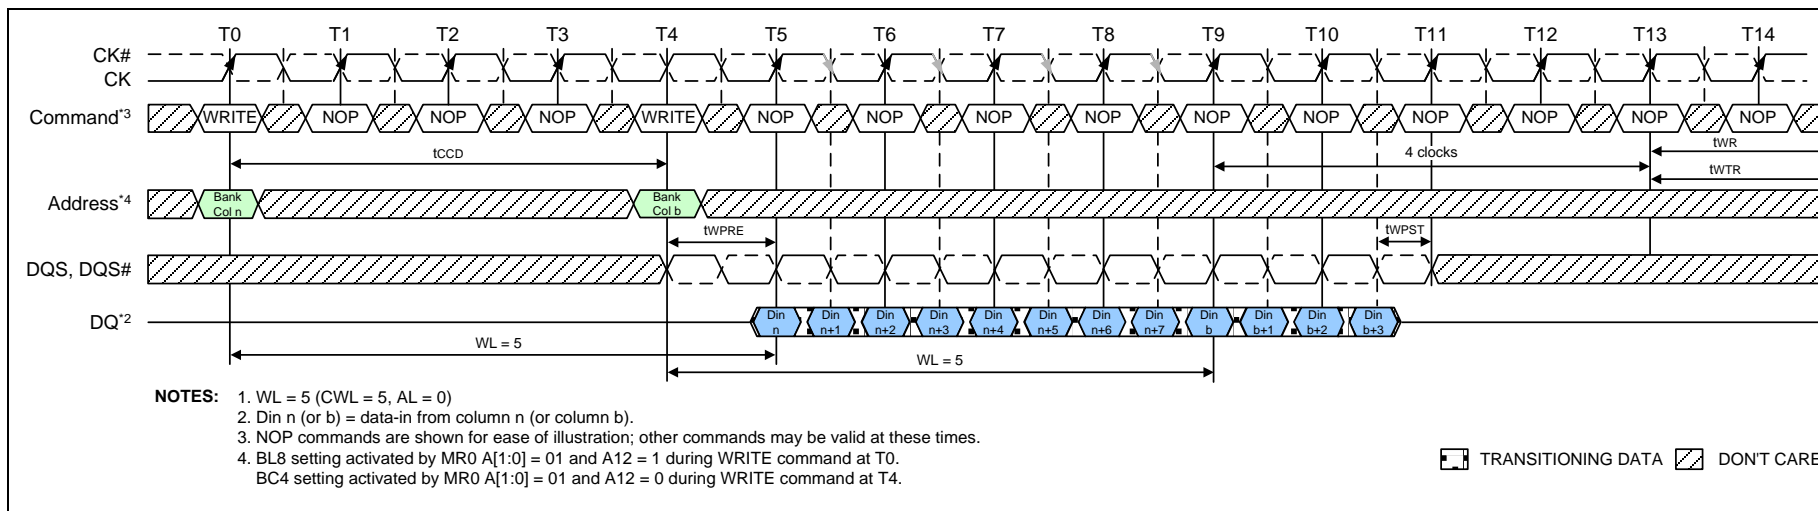 T0 T1 T2 T3 T4 T5 T6 T7 T8 T9 T10 T11 T12 T13 T14
CK#
CK
Command*3 WRITE NOP NOP NOP WRITE NOP NOP NOP NOP NOP NOP NOP NOP NOP NOP
tCCD 4 clocks tWR
tWTR
Address*4 Bank Col n Bank Col b
tWPRE tWPST
DQS, DQS#
DQ*2 Din n Din n+1 Din n+2 Din n+3 Din n+4 Din n+5 Din n+6 Din n+7 Din b Din b+1 Din b+2 Din b+3
WL = 5
WL = 5
NOTES: 1. WL = 5 (CWL = 5, AL = 0)
2. Din n (or b) = data-in from column n (or column b).
3. NOP commands are shown for ease of illustration; other commands may be valid at these times.
4. BL8 setting activated by MR0 A[1:0] = 01 and A12 = 1 during WRITE command at T0.
BC4 setting activated by MR0 A[1:0] = 01 and A12 = 0 during WRITE command at T4.
TRANSITIONING DATA DON'T CARE